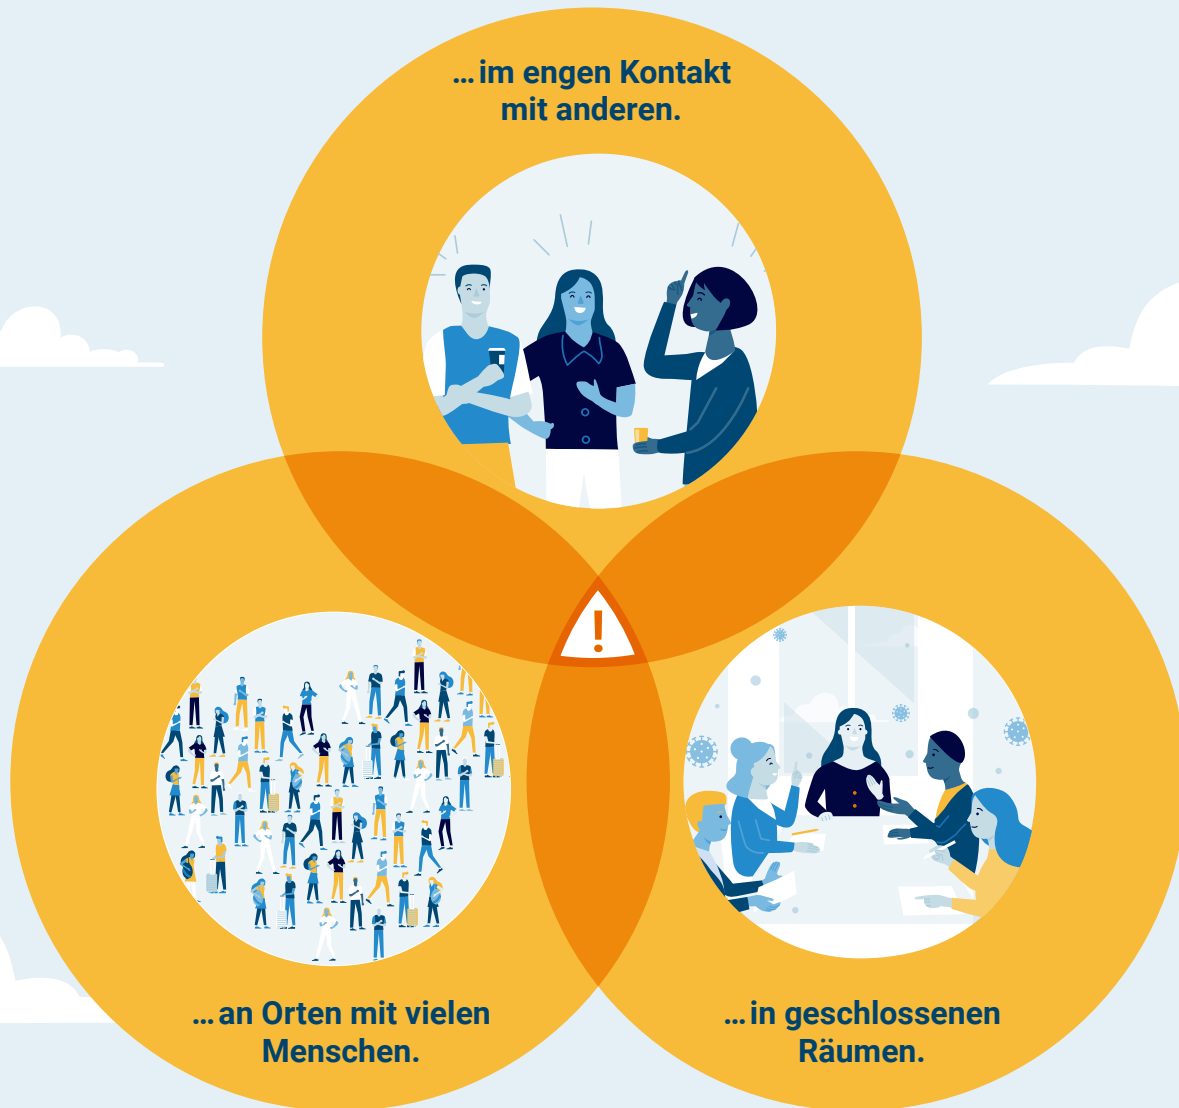 …im engen Kontakt
mit anderen.
!
…an Orten mit vielen
Menschen.
…in geschlossenen
Räumen.